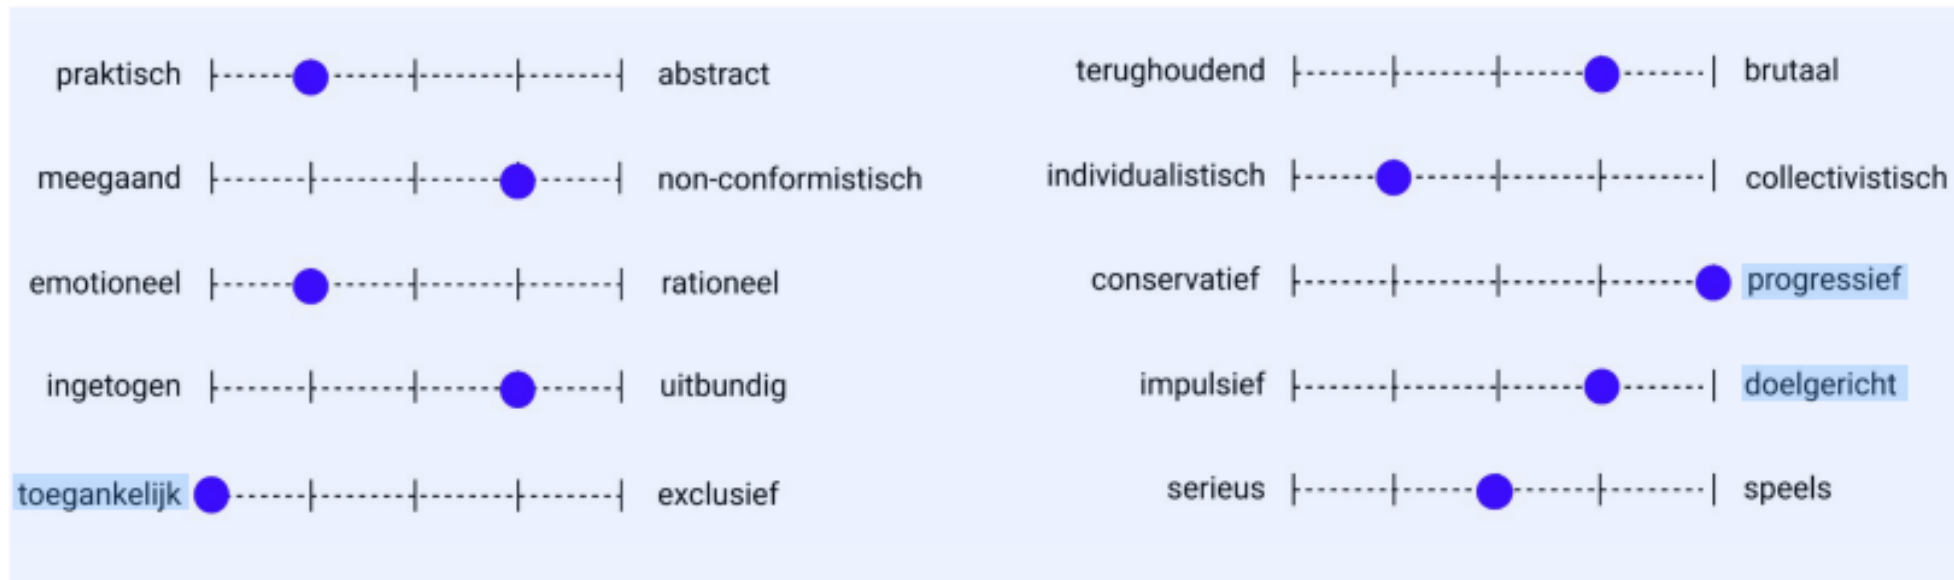 praktisch abstract
meegaand non-conformistisch
emotioneel rationeel
ingetogen uitbundig
toegankelijk exclusief
terughoudend brutaal
individualistisch collectivistisch
conservatief progressief
impulsief doelgericht
serieus speels